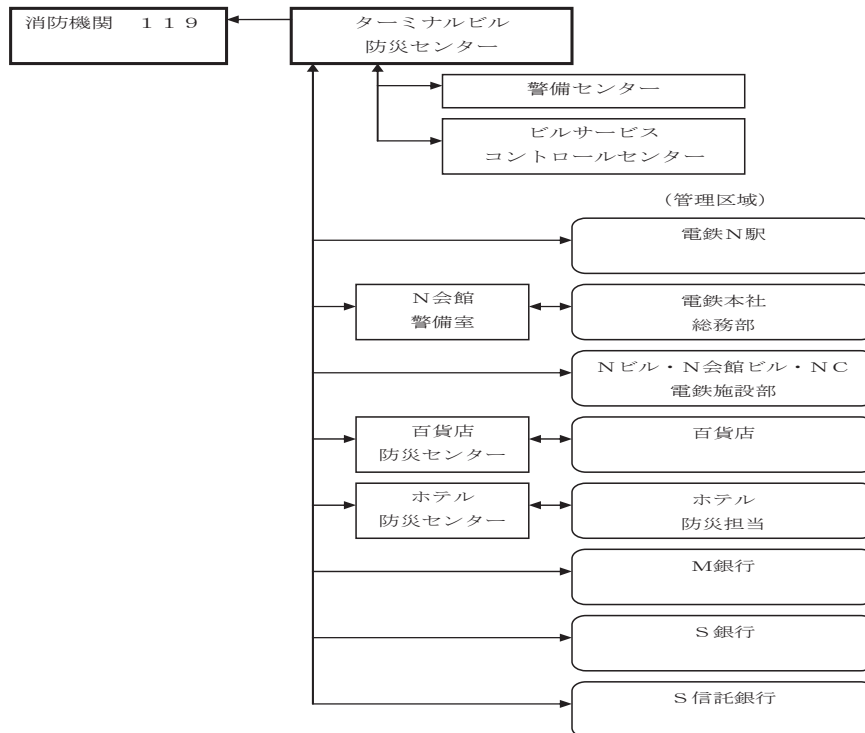 消防機関　１１９
ターミナルビル
防災センター
警備センター
ビルサービス
コントロールセンター
（管理区域）
電鉄Ｎ駅
Ｎ会館
警備室
電鉄本社
総務部
Ｎビル・Ｎ会館ビル・ＮＣ
電鉄施設部
百貨店
防災センター
百貨店
ホテル
防災センター
ホテル
防災担当
Ｍ銀行
Ｓ銀行
Ｓ信託銀行